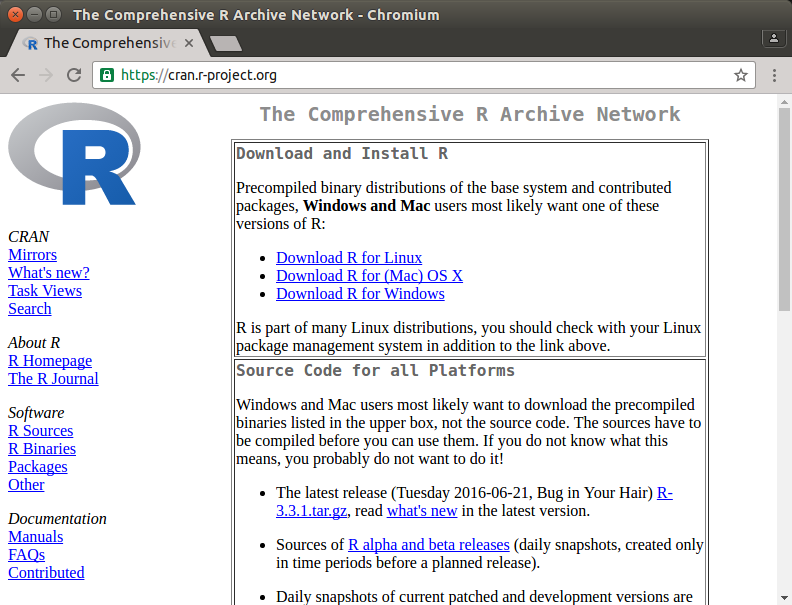 The Comprehensive R Archive Network - Chromium
The Comprehensive
https://cran.r-project.org
R
CRAN
Mirrors
What's new?
Task Views
Search
About R
R Homepage
The R Journal
Software
R Sources
R Binaries
Packages
Other
Documentation
Manuals
FAQs
Contributed
The Comprehensive R Archive Network
Download and Install R
Precompiled binary distributions of the base system and contributed
packages, Windows and Mac users most likely want one of these
versions of R:
• Download R for Linux
• Download R for (Mac) OS X
• Download R for Windows
R is part of many Linux distributions, you should check with your Linux
package management system in addition to the link above.
Source Code for all Platforms
Windows and Mac users most likely want to download the precompiled
binaries listed in the upper box, not the source code. The sources have to
be compiled before you can use them. If you do not know what this
means, you probably do not want to do it!
• The latest release (Tuesday 2016-06-21, Bug in Your Hair) R-
3.3.1.tar.gz, read what's new in the latest version.
• Sources of R alpha and beta releases (daily snapshots, created only
in time periods before a planned release).
• Daily snapshots of current patched and development versions are